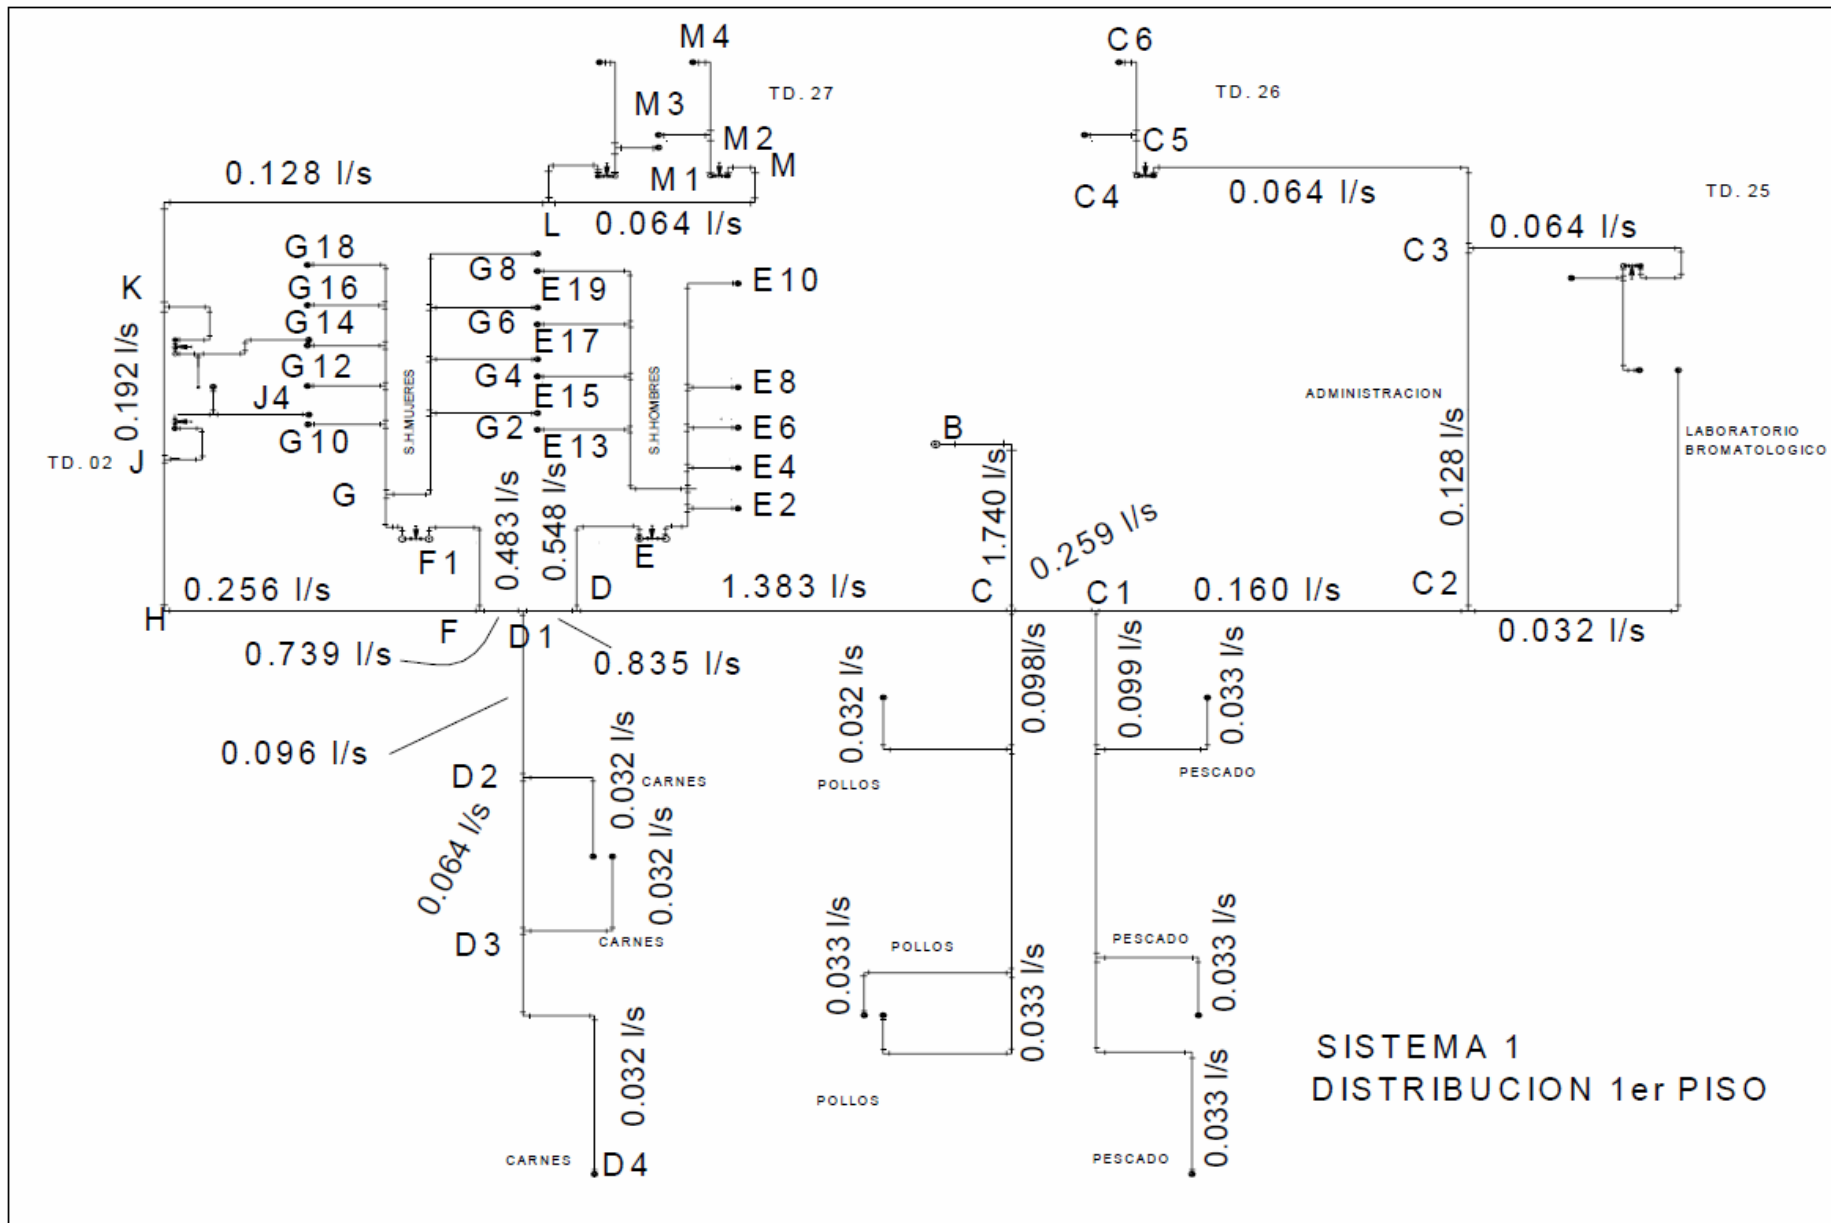 M4
C6
TD. 27
TD. 26
M3
M2
C5
M
M1
C4
0.128 l/s
0.064 l/s
TD. 25
L
0.064 l/s
0.064 l/s
G18
C3
G8
K
G16
E19
E10
G14
G6
E17
G12
G4
E8
0.192 l/s
J4
E15
S.H.MUJERES
S.H.HOMBRES
ADMINISTRACION
G10
G2
E6
B
E13
LABORATORIO
BROMATOLOGICO
TD. 02
J
E4
0.128 l/s
G
E2
0.483 l/s
0.548 l/s
1.740 l/s
0.259 l/s
F1
E
0.256 l/s
D
1.383 l/s
C
C1
0.160 l/s
C2
H
F
D1
0.032 l/s
0.739 l/s
0.835 l/s
0.032 l/s
0.098l/s
0.099 l/s
0.033 l/s
0.096 l/s
D2
0.032 l/s
CARNES
POLLOS
PESCADO
0.064 l/s
0.032 l/s
D3
CARNES
0.033 l/s
POLLOS
PESCADO
0.033 l/s
0.033 l/s
0.032 l/s
SISTEMA 1
DISTRIBUCION 1er PISO
POLLOS
0.033 l/s
CARNES
D4
PESCADO